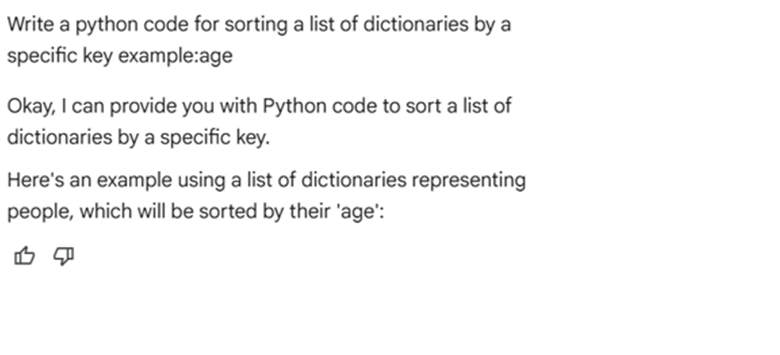 Write a python code for sorting a list of dictionaries by a
specific key example:age
Okay, I can provide you with Python code to sort a list of
dictionaries by a specific key.
Here's an example using a list of dictionaries representing
people, which will be sorted by their 'age':